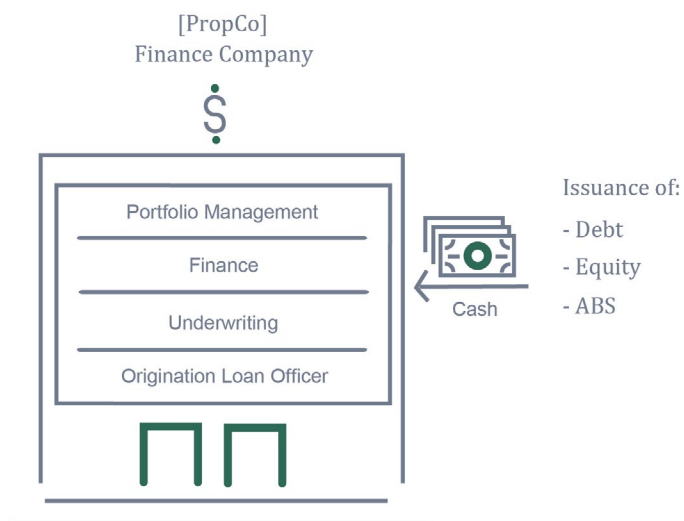 [PropCo]
Finance Company
$
Portfolio Management
Finance
Underwriting
Origination Loan Officer
Cash
Issuance of:
- Debt
- Equity
- ABS